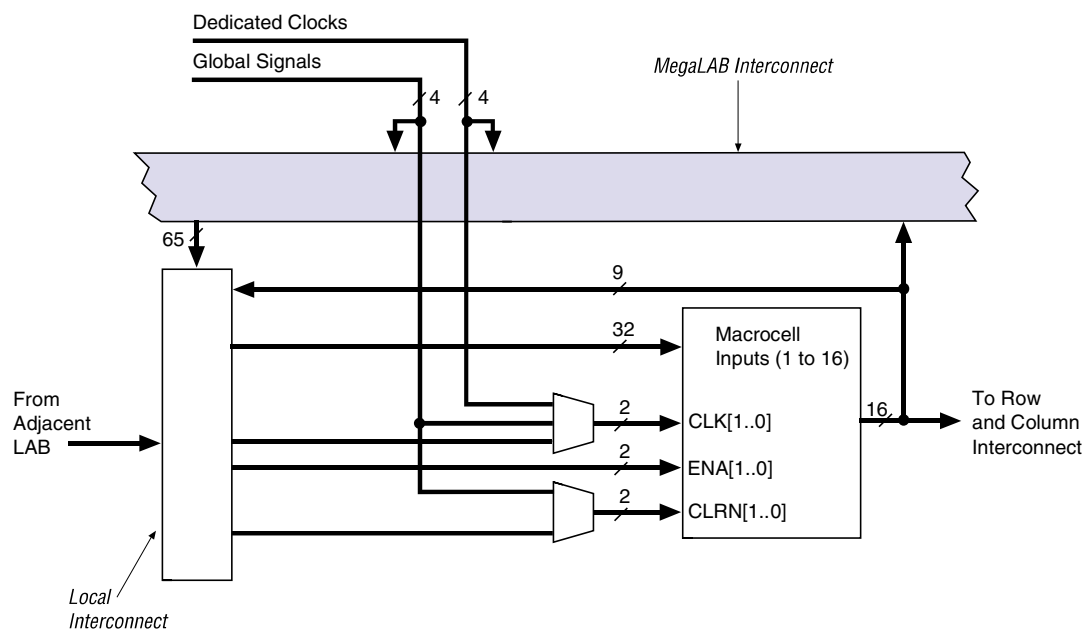 Dedicated Clocks
Global Signals
MegaLAB Interconnect
4
4
65
9
32
Macrocell
Inputs (1 to 16)
From
Adjacent
LAB
2
CLK[1..0]
16
To Row
and Column
Interconnect
2
ENA[1..0]
2
CLRN[1..0]
Local
Interconnect